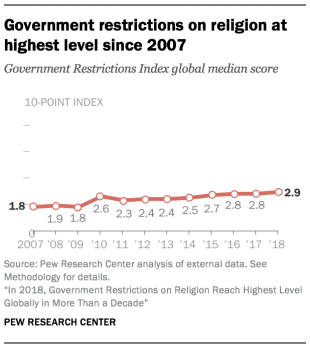 Government restrictions on religion at
highest level since 2007
Government Restrictions Index global median score
10-POINT INDEX
1.8 1.9 1.8 2.6 2.3 2.4 2.4 2.5 2.7 2.8 2.8 2.9
0
2007 '08 '09 '10 '11 '12 '13 '14 '15 '16 '17 '18
Source: Pew Research Center analysis of external data. See
Methodology for details.
“In 2018, Government Restrictions on Religion Reach Highest Level
Globally in More Than a Decade”
PEW RESEARCH CENTER